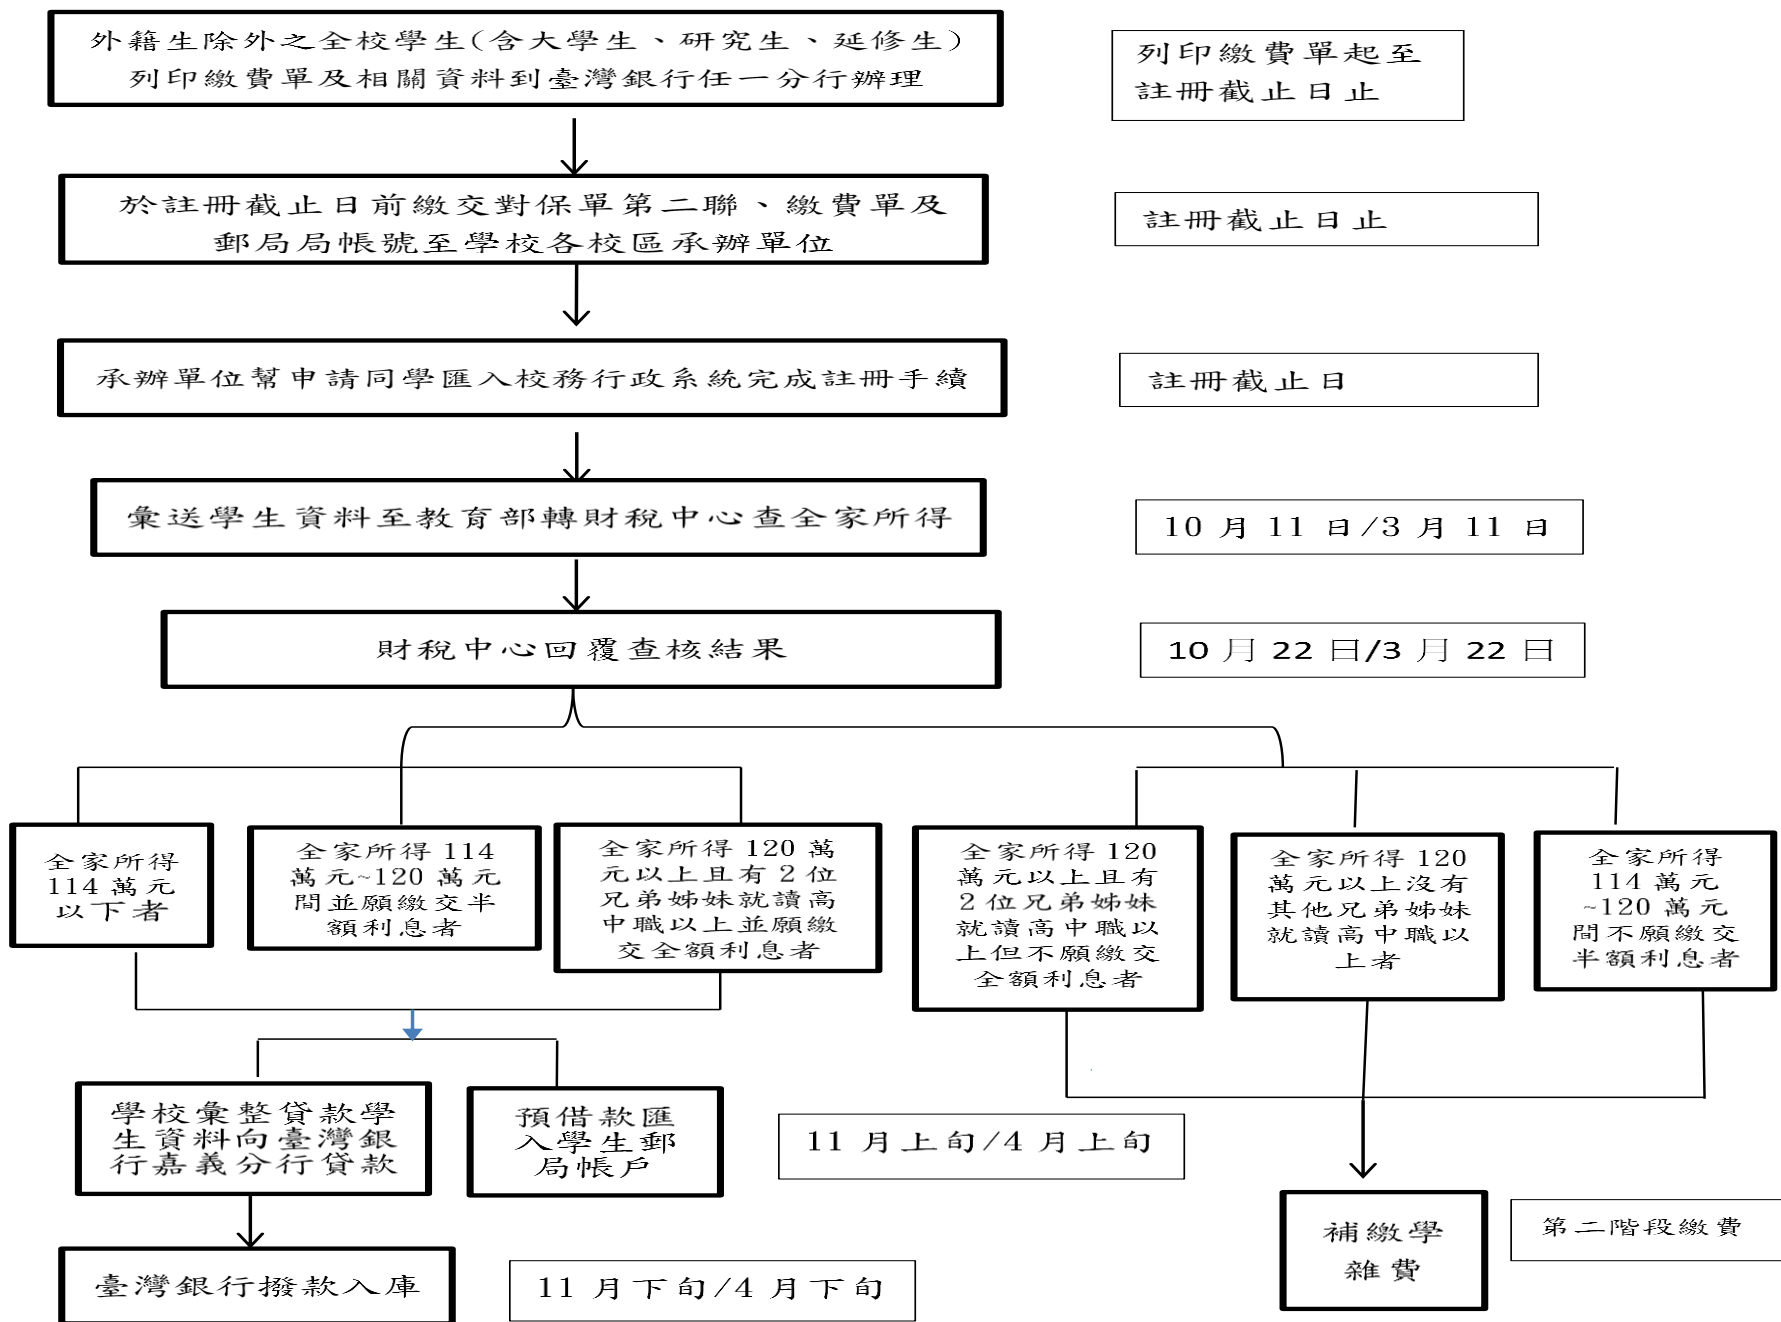 外籍生除外之全校學生(含大學生、研究生、延修生)
列印繳費單及相關資料到臺灣銀行任一分行辦理
列印繳費單起至
註冊截止日止
於註冊截止日前繳交對保單第二聯、繳費單及
郵局局帳號至學校各校區承辦單位
註冊截止日止
承辦單位幫申請同學匯入校務行政系統完成註冊手續
註冊截止日
彙送學生資料至教育部轉財稅中心查全家所得
10 月 11 日/3 月 11 日
財稅中心回覆查核結果
10 月 22 日/3 月 22 日
全家所得
114 萬元
以下者
全家所得 114
萬元~120 萬元
間並願繳交半
額利息者
全家所得 120 萬
元以上且有 2 位
兄弟姊妹就讀高
中職以上並願繳
交全額利息者
全家所得 120
萬元以上且有
2 位兄弟姊妹
就讀高中職以
上但不願繳交
全額利息者
全家所得 120
萬元以上沒有
其他兄弟姊妹
就讀高中職以
上者
全家所得
114 萬元
~120 萬元
間不願繳交
半額利息者
學校彙整貸款學
生資料向臺灣銀
行嘉義分行貸款
預借款匯
入學生郵
局帳戶
11 月上旬/4 月上旬
補繳學
雜費
第二階段繳費
臺灣銀行撥款入庫
11 月下旬/4 月下旬